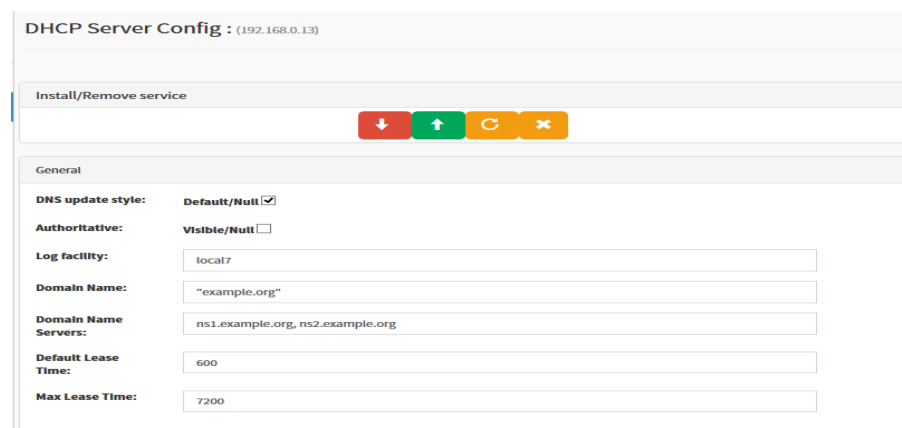 DHCP Server Config : (192.168.0.13)
Install/Remove service
General
DNS update style: Default/Null
Authoritative: Visible/Null
Log facility: local7
Domain Name: "example.org"
Domain Name
Servers: ns1.example.org, ns2.example.org
Default Lease
Time: 600
Max Lease Time: 7200